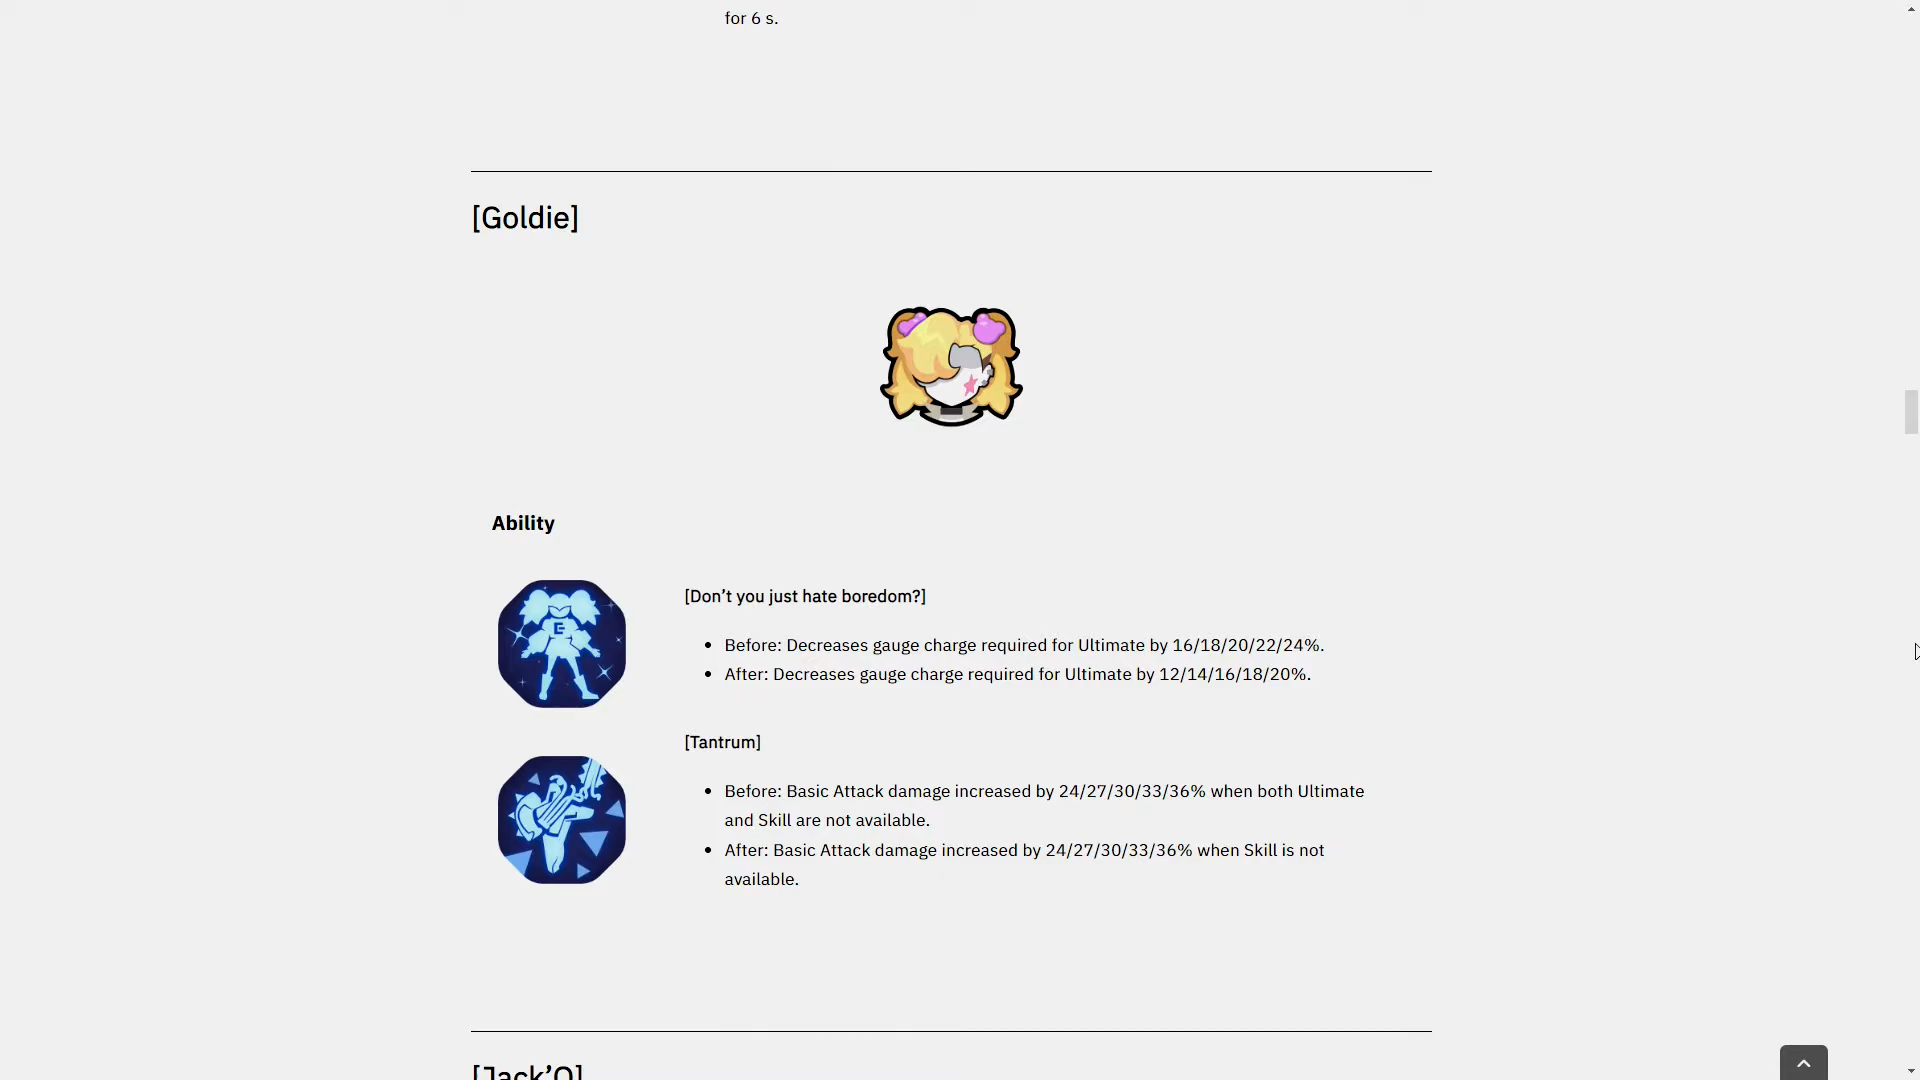 for 6 s.
[Goldie]
Ability
[Don’t you just hate boredom?]
• Before: Decreases gauge charge required for Ultimate by 16/18/20/22/24%.
• After: Decreases gauge charge required for Ultimate by 12/14/16/18/20%.
[Tantrum]
• Before: Basic Attack damage increased by 24/27/30/33/36% when both Ultimate
and Skill are not available.
• After: Basic Attack damage increased by 24/27/30/33/36% when Skill is not
available.
[Jack’O]